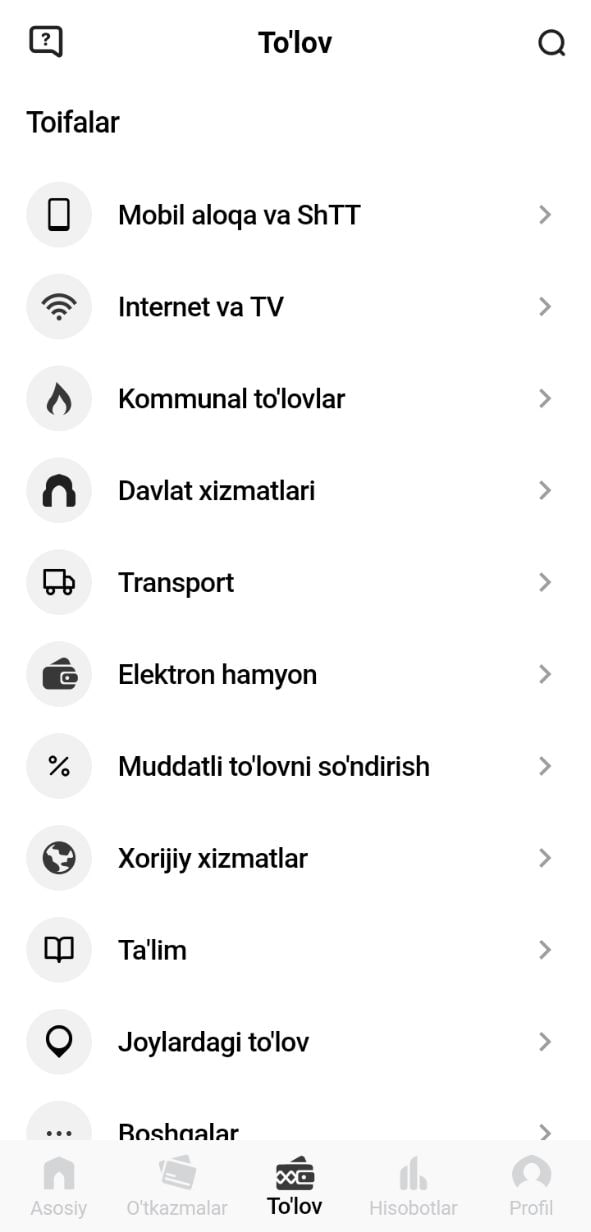 To'lov
Toifalar
Mobil aloqa va ShTT
Internet va TV
Kommunal to'lovlar
Davlat xizmatlari
Transport
Elektron hamyon
Muddatli to'lovni so'ndirish
Xorijiy xizmatlar
Ta'lim
Joylardagi to'lov
Boshqalar
Asosiy
O'tkazmalar
To'lov
Hisobotlar
Profil